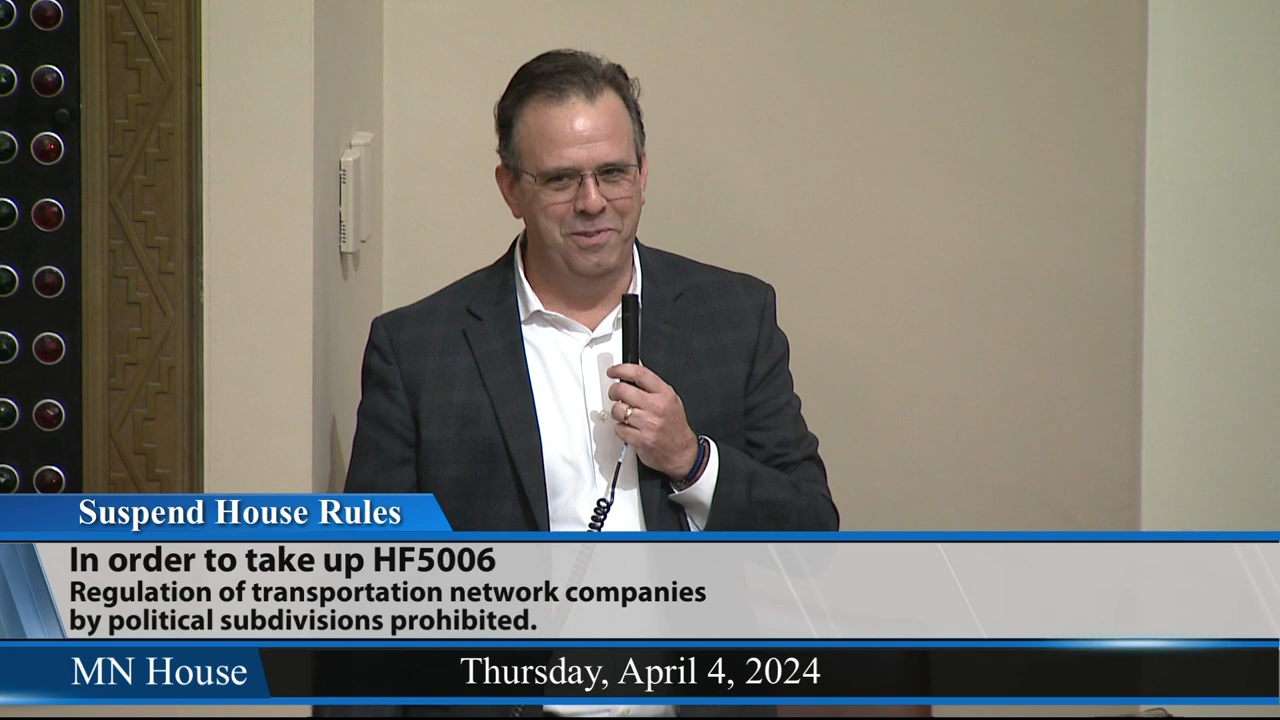 Suspend House Rules
In order to take up HF5006
Regulation of transportation network companies
by political subdivisions prohibited.
MN House
Thursday, April 4, 2024